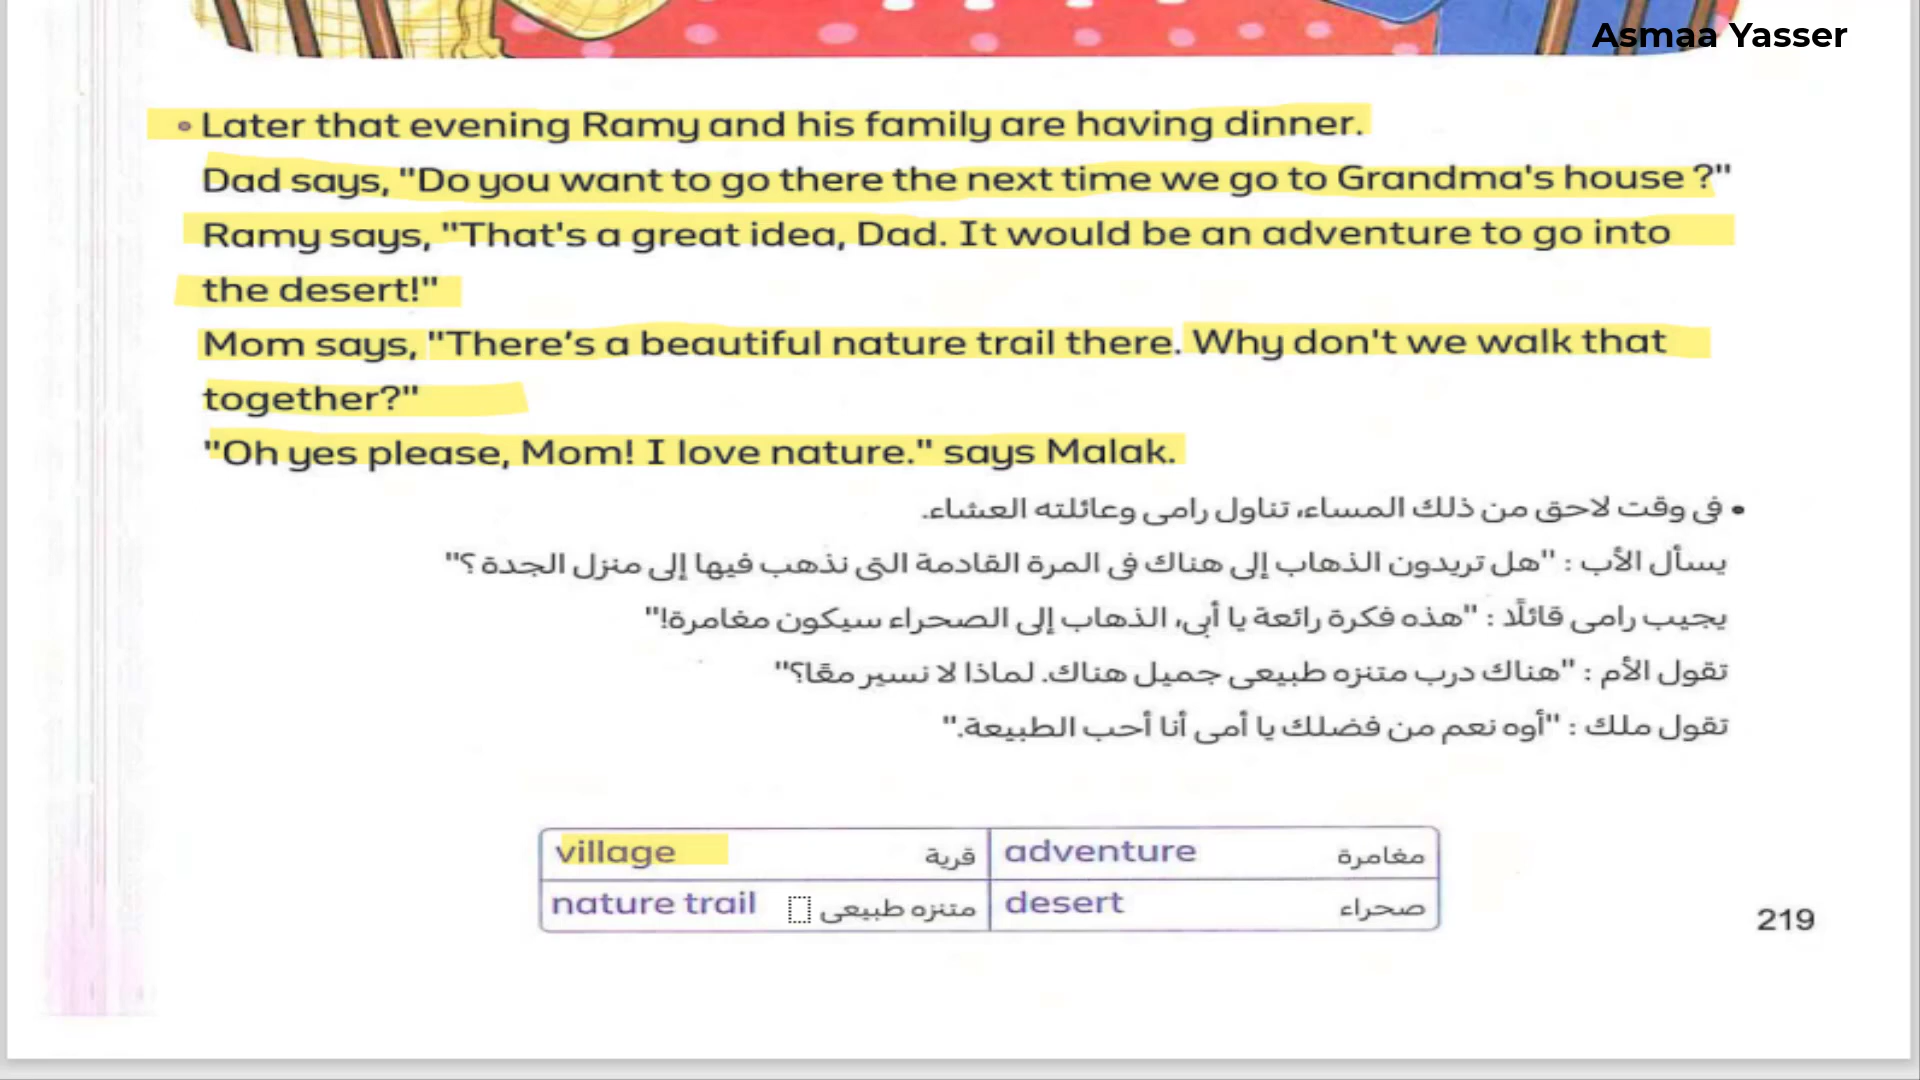 Asmaa Yasser
• Later that evening Ramy and his family are having dinner.
Dad says, "Do you want to go there the next time we go to Grandma's house ?"
Ramy says, "That's a great idea, Dad. It would be an adventure to go into
the desert!"
Mom says, "There's a beautiful nature trail there. Why don't we walk that
together?"
"Oh yes please, Mom! I love nature." says Malak.
• فى وقت لاحق من ذلك المساء، تناول رامى وعائلته العشاء.
يسأل الأب : "هل تريدون الذهاب إلى هناك فى المرة القادمة التى نذهب فيها إلى منزل الجدة ؟"
يجيب رامى قائلًا : "هذه فكرة رائعة يا أبى، الذهاب إلى الصحراء سيكون مغامرة!"
تقول الأم : "هناك درب متنزه طبيعى جميل هناك. لماذا لا نسير معًا؟"
تقول ملك : "أوه نعم من فضلك يا أمى أنا أحب الطبيعة."
village قرية adventure مغامرة
nature trail متنزه طبيعى desert صحراء
219